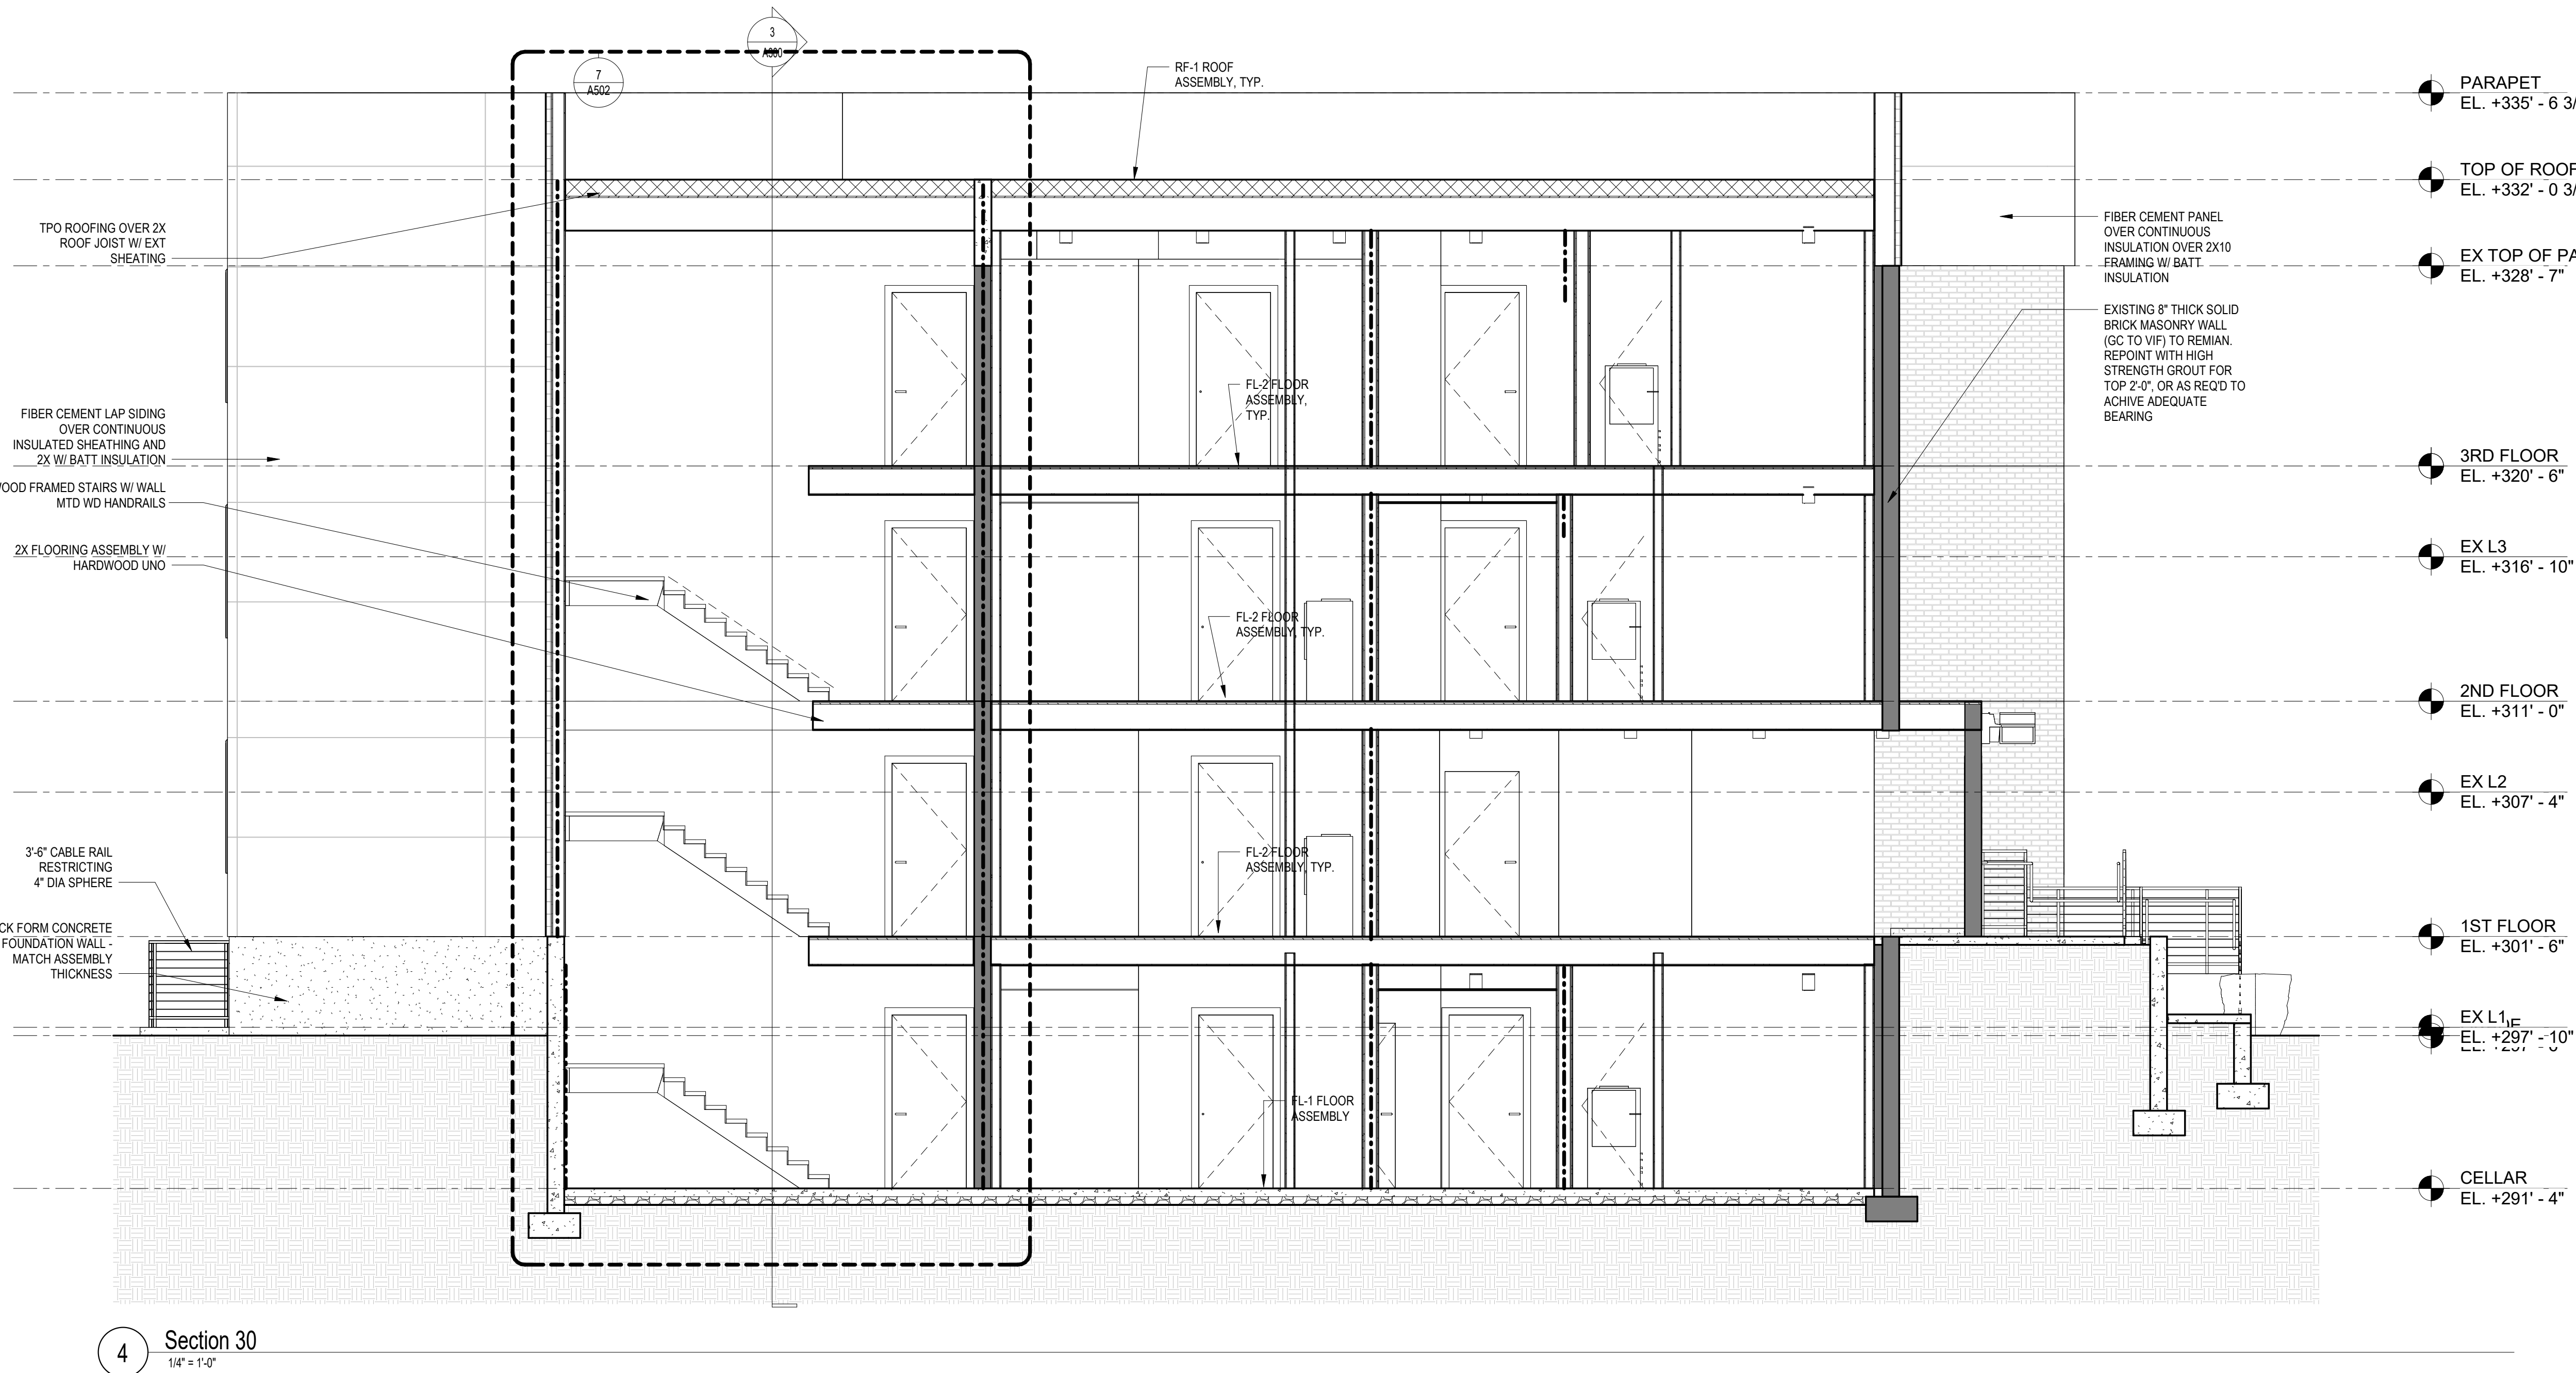 3
A300
7
A502
RF-1 ROOF
ASSEMBLY, TYP.
PARAPET
EL. +335' - 6 3/
TOP OF ROOF
EL. +332' - 0 3/
EX TOP OF PA
EL. +328' - 7"
3RD FLOOR
EL. +320' - 6"
EX L3
EL. +316' - 10"
2ND FLOOR
EL. +311' - 0"
EX L2
EL. +307' - 4"
1ST FLOOR
EL. +301' - 6"
EX L1
EL. +297' - 10"
CELLAR
EL. +291' - 4"
TPO ROOFING OVER 2X
ROOF JOIST W/ EXT
SHEATING
FIBER CEMENT LAP SIDING
OVER CONTINUOUS
INSULATED SHEATHING AND
2X W/ BATT INSULATION
WOOD FRAMED STAIRS W/ WALL
MTD WD HANDRAILS
2X FLOORING ASSEMBLY W/
HARDWOOD UNO
3'-6" CABLE RAIL
RESTRICTING
4" DIA SPHERE
CK FORM CONCRETE
FOUNDATION WALL -
MATCH ASSEMBLY
THICKNESS
FL-2 FLOOR
ASSEMBLY,
TYP.
FL-2 FLOOR
ASSEMBLY, TYP.
FL-2 FLOOR
ASSEMBLY, TYP.
FL-1 FLOOR
ASSEMBLY
FIBER CEMENT PANEL
OVER CONTINUOUS
INSULATION OVER 2X10
FRAMING W/ BATT
INSULATION
EXISTING 8" THICK SOLID
BRICK MASONRY WALL
(GC TO VIF) TO REMIAN.
REPOINT WITH HIGH
STRENGTH GROUT FOR
TOP 2'-0", OR AS REQ'D TO
ACHIVE ADEQUATE
BEARING
4
Section 30
1/4" = 1'-0"